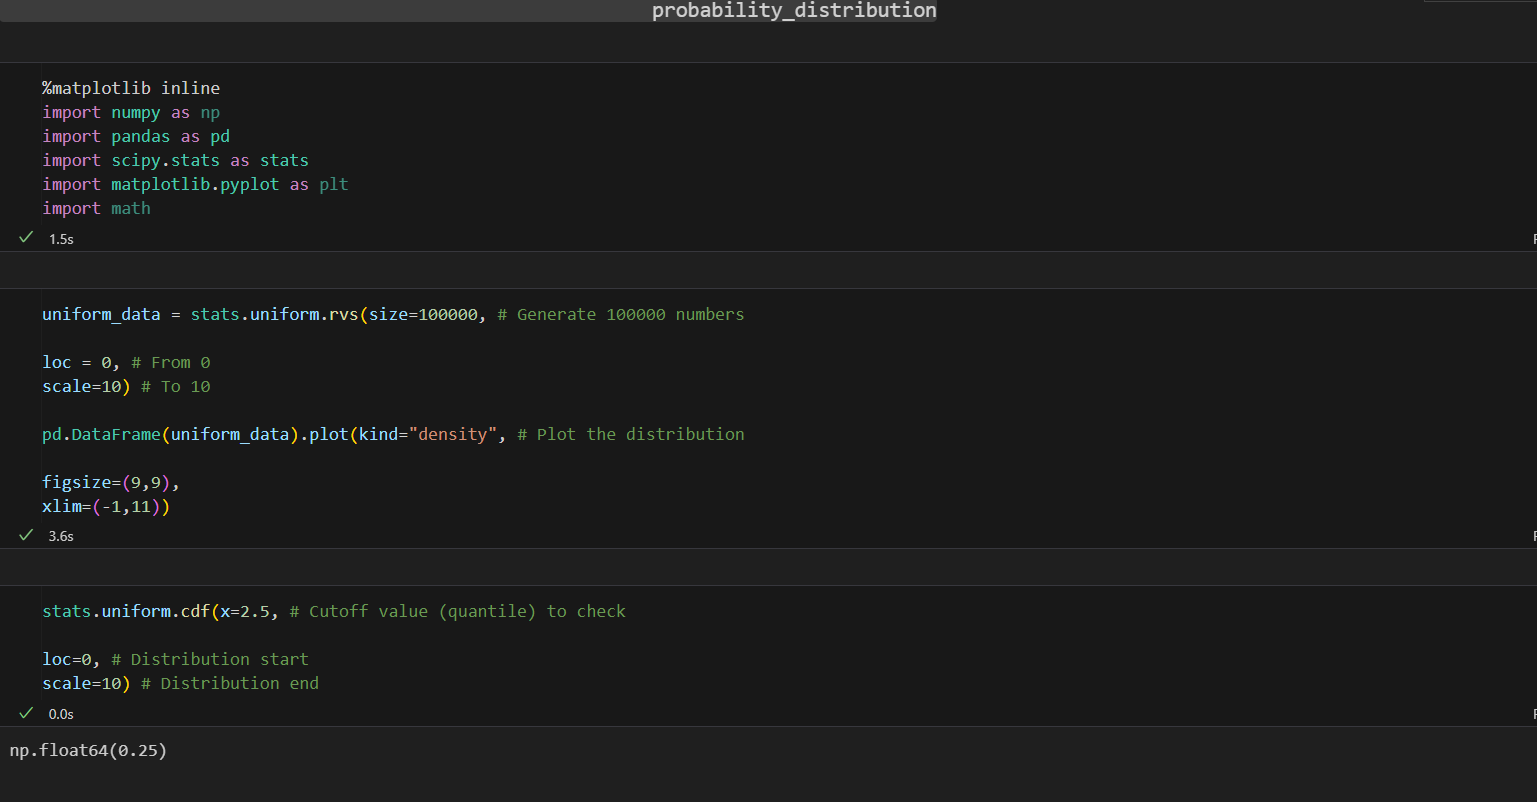 probability_distribution
%matplotlib inline
import numpy as np
import pandas as pd
import scipy.stats as stats
import matplotlib.pyplot as plt
import math
1.5s
uniform_data = stats.uniform.rvs(size=100000, # Generate 100000 numbers
loc = 0, # From 0
scale=10) # To 10
pd.DataFrame(uniform_data).plot(kind="density", # Plot the distribution
figsize=(9,9),
xlim=(-1,11))
3.6s
stats.uniform.cdf(x=2.5, # Cutoff value (quantile) to check
loc=0, # Distribution start
scale=10) # Distribution end
0.0s
np.float64(0.25)